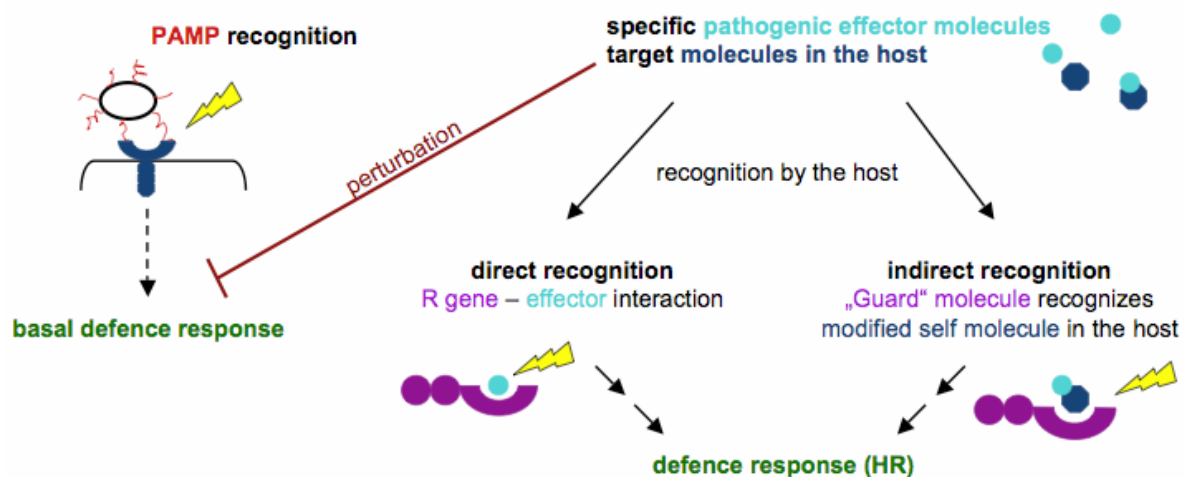 PAMP recognition
basal defence response
specific pathogenic effector molecules
target molecules in the host
perturbation
recognition by the host
direct recognition
R gene – effector interaction
indirect recognition
„Guard“ molecule recognizes
modified self molecule in the host
defence response (HR)